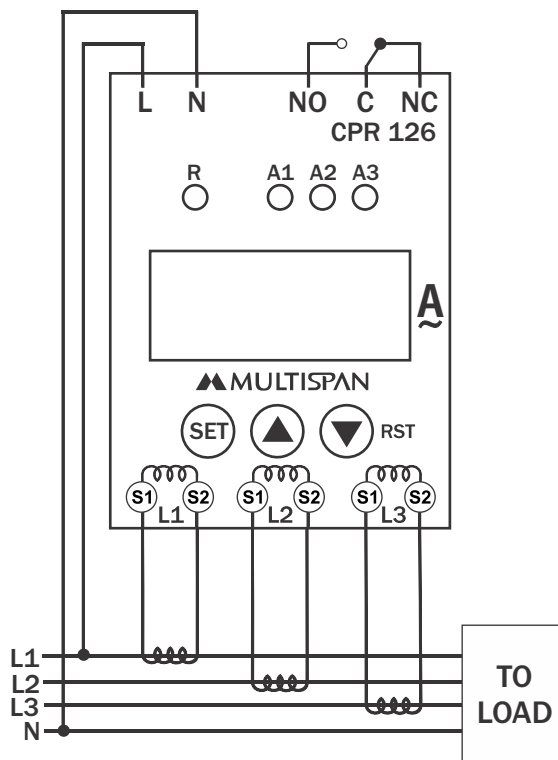 L N NO C NC
CPR 126
R A1 A2 A3
A
~
MULTISPAN
SET RST
S1 S2 S1 S2 S1 S2
L1 L2 L3
L1
L2
L3
N
TO
LOAD